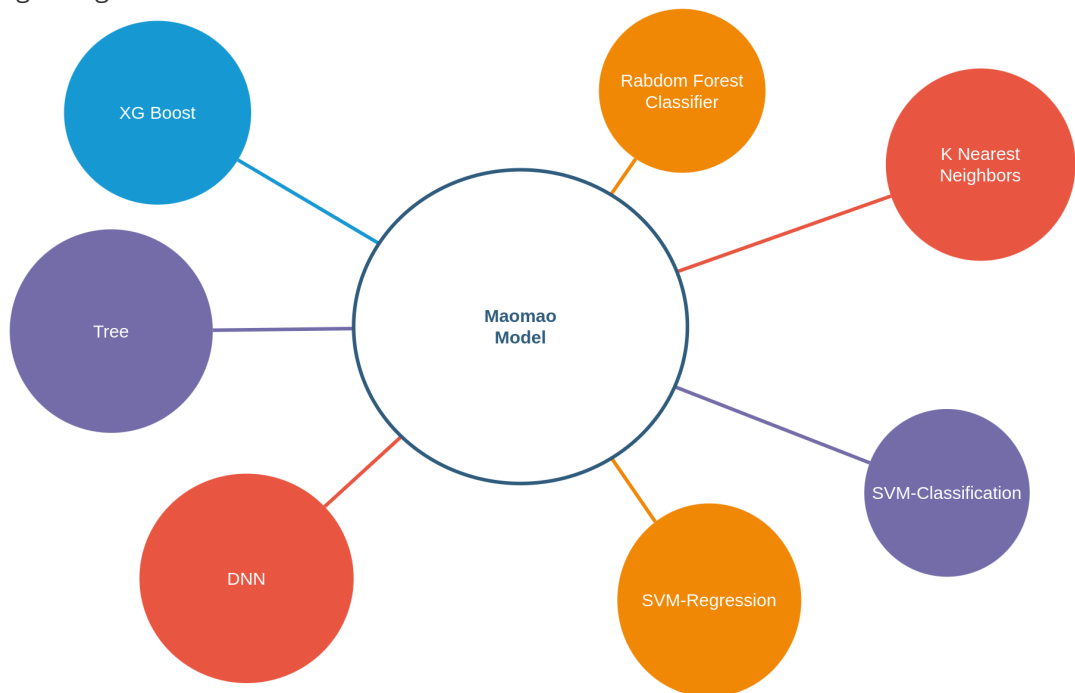 XG Boost
Rabdom Forest
Classifier
K Nearest
Neighbors
Maomao
Model
Tree
SVM-Classification
DNN
SVM-Regression